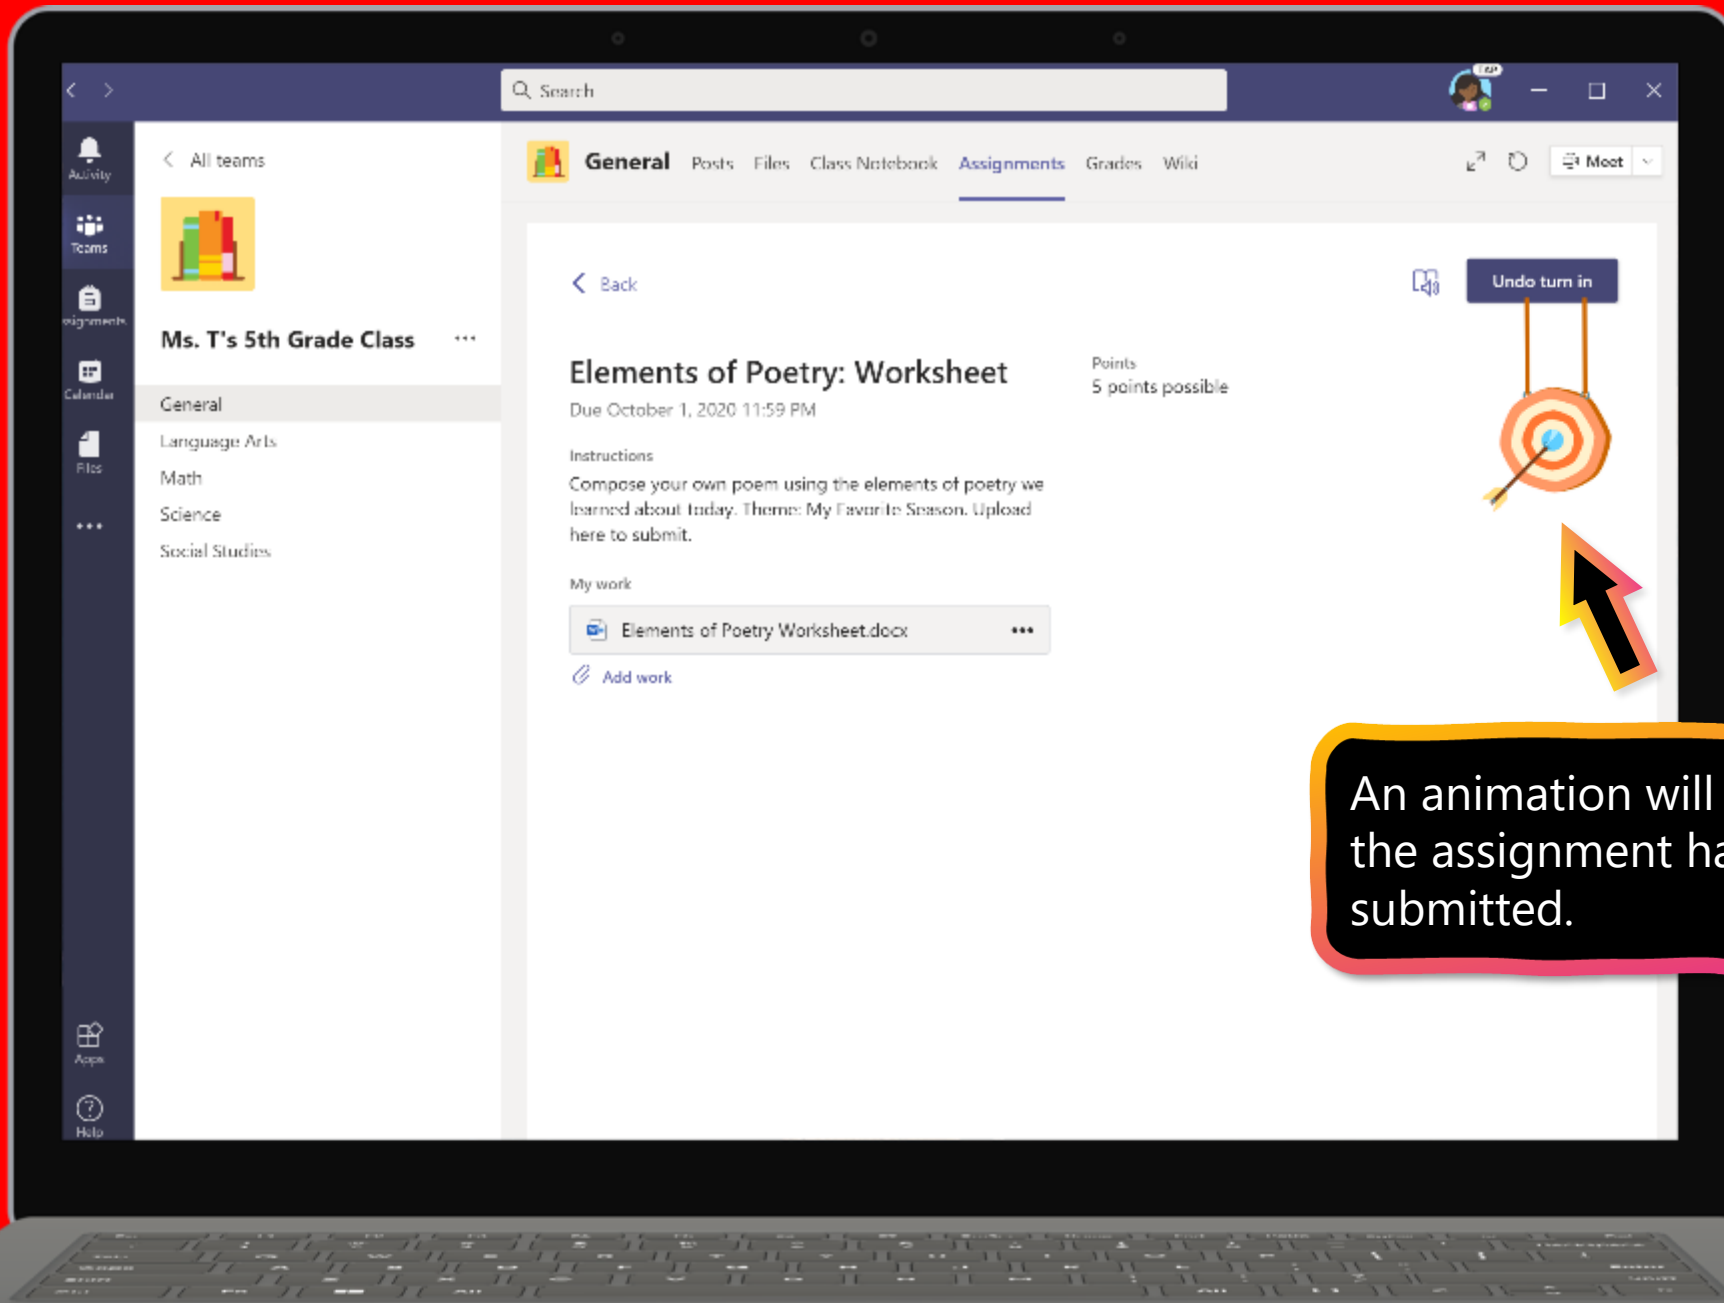 Search
TAP
Activity
Teams
Calendar
Files
Apps
Help
All teams
Ms. T's 5th Grade Class
General
Language Arts
Math
Science
Social Studies
General Posts Files Class Notebook Assignments Grades Wiki
Meet
Back
Undo turn in
Elements of Poetry: Worksheet
Due October 1, 2020 11:59 PM
Points
5 points possible
Instructions
Compose your own poem using the elements of poetry we
learned about today. Theme: My Favorite Season. Upload
here to submit.
My work
Elements of Poetry Worksheet.docx
Add work
An animation will
the assignment ha
submitted.